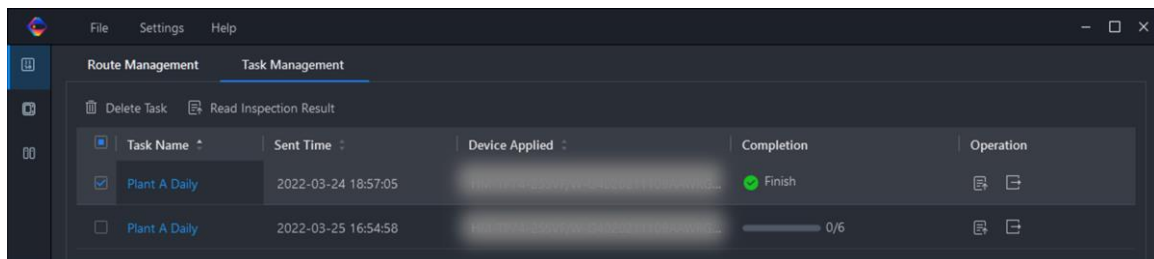 File Settings Help
Route Management Task Management
Delete Task Read Inspection Result
Task Name Sent Time Device Applied Completion Operation
Plant A Daily 2022-03-24 18:57:05 Finish
Plant A Daily 2022-03-25 16:54:58 0/6